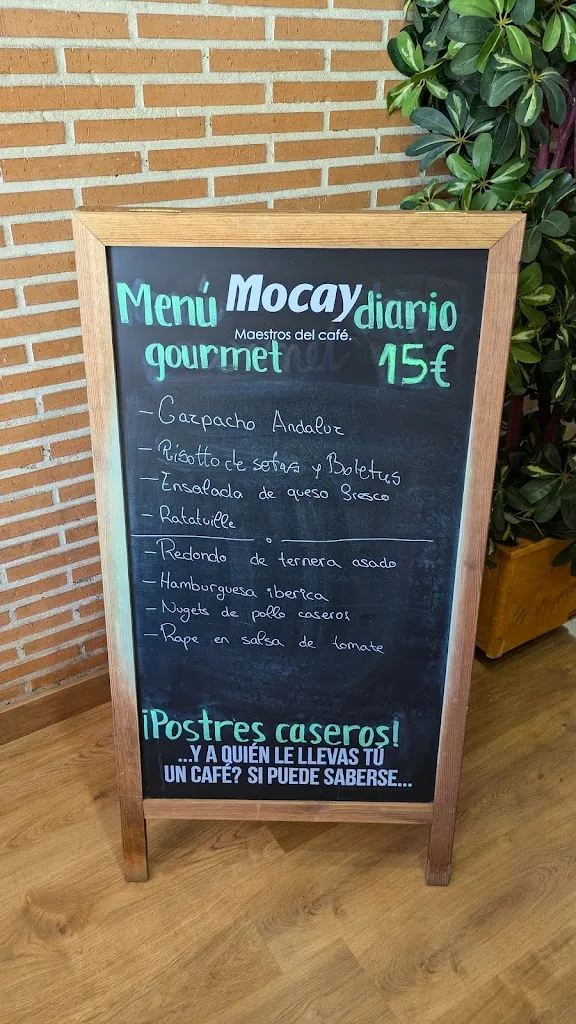 Menú Mocay diario
Maestros del café.
gourmet 15€
- Gazpacho Andaluz
- Risotto de setas y Boletus
- Ensalada de queso fresco
- Ratatuille
- Redondo de ternera asado
- Hamburguesa iberica
- Nugets de pollo caseros
- Rape en salsa de tomate
¡Postres caseros!
...Y A QUIÉN LE LLEVAS TÚ
UN CAFÉ? SI PUEDE SABERSE...